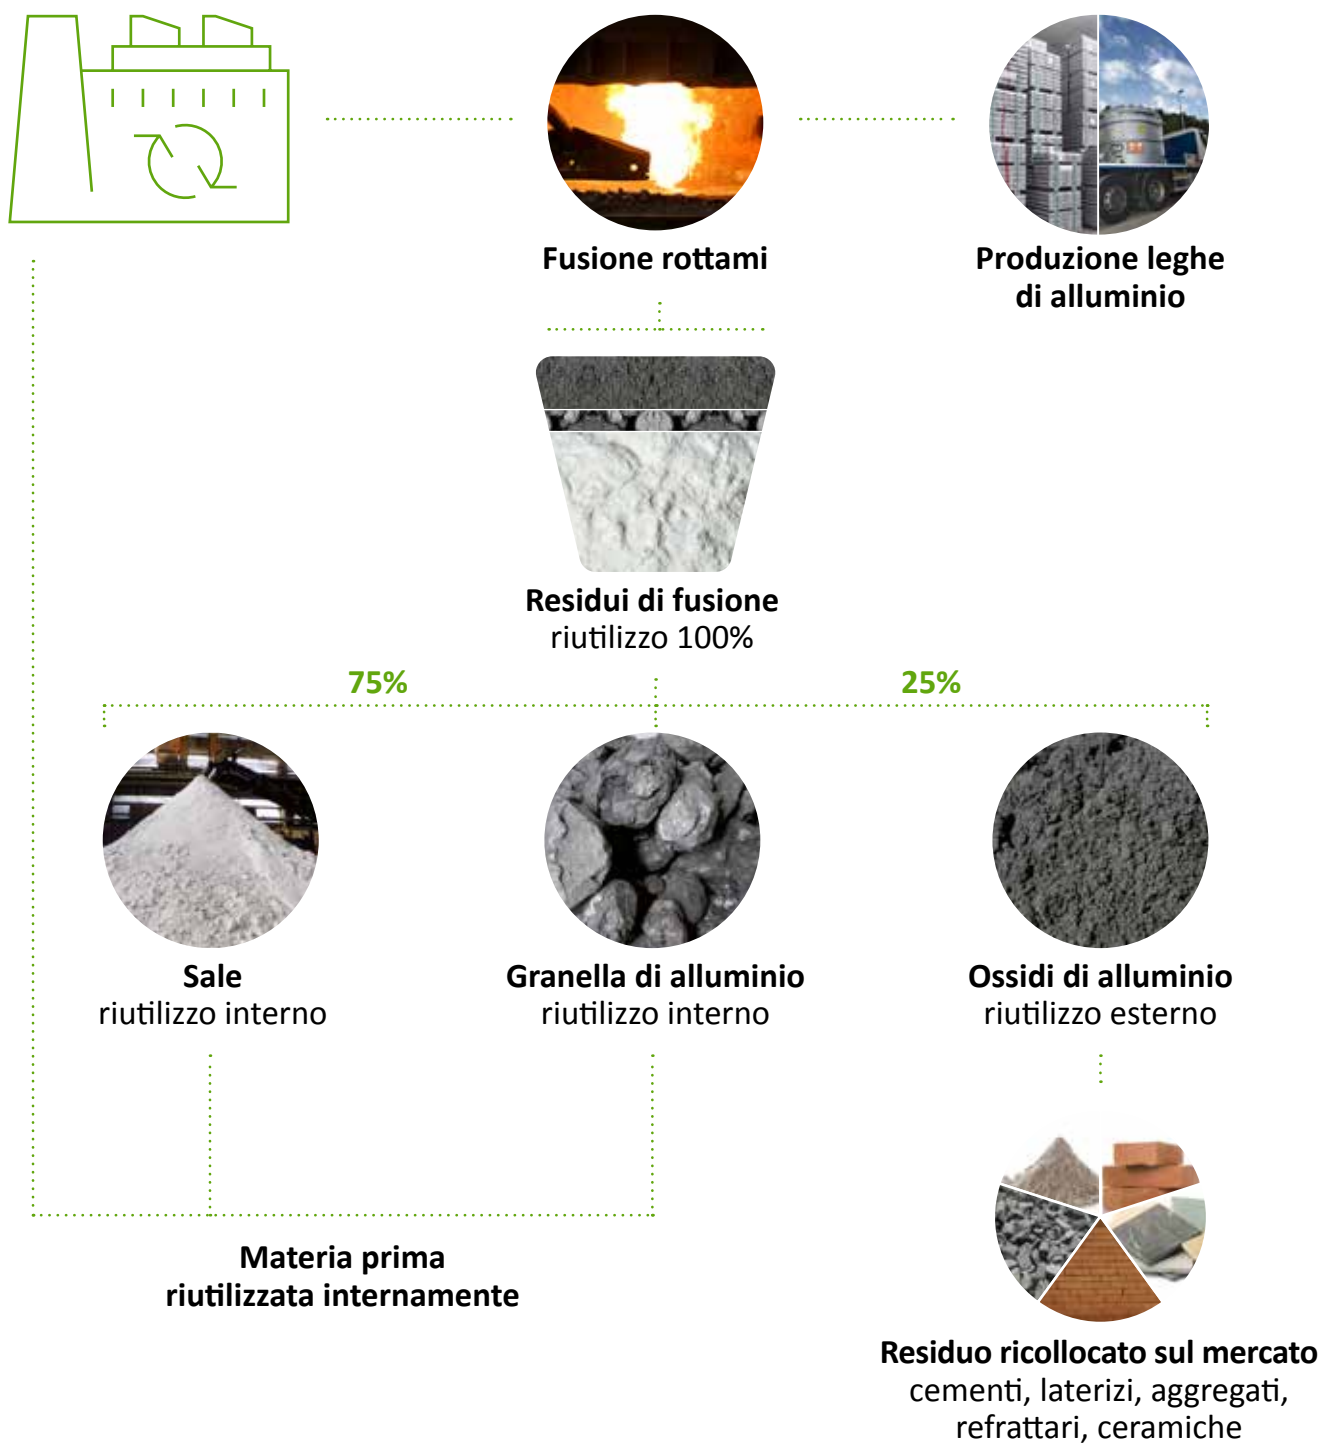 Fusione rottami
Produzione leghe
di alluminio
Residui di fusione
riutilizzo 100%
75%
25%
Sale
riutilizzo interno
Granella di alluminio
riutilizzo interno
Ossidi di alluminio
riutilizzo esterno
Materia prima
riutilizzata internamente
Residuo ricollocato sul mercato
cementi, laterizi, aggregati,
refrattari, ceramiche